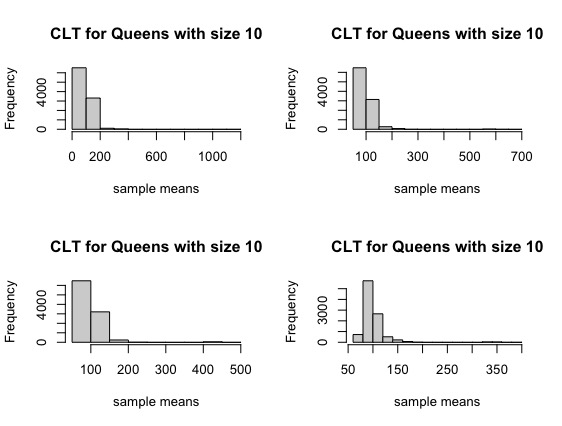 CLT for Queens with size 10
Frequency
0 4000
0 200 600 1000
sample means
CLT for Queens with size 10
Frequency
0 4000
100 300 500 700
sample means
CLT for Queens with size 10
Frequency
0 4000
100 200 300 400 500
sample means
CLT for Queens with size 10
Frequency
0 3000
50 150 250 350
sample means